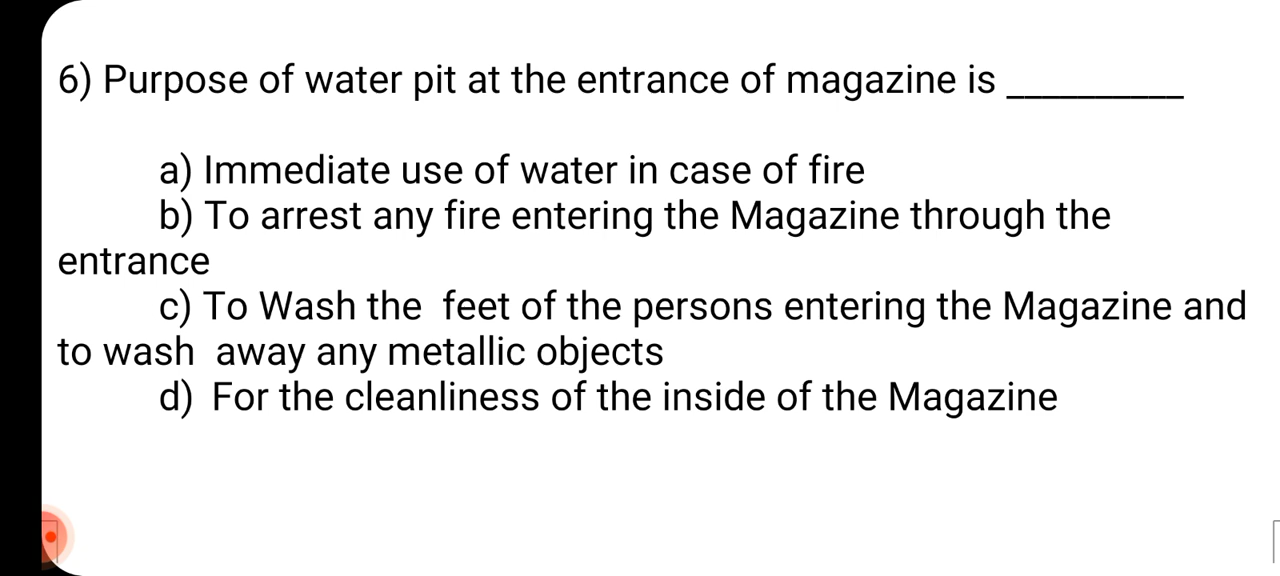 6) Purpose of water pit at the entrance of magazine is __________
a) Immediate use of water in case of fire
b) To arrest any fire entering the Magazine through the
entrance
c) To Wash the  feet of the persons entering the Magazine and
to wash  away any metallic objects
d)  For the cleanliness of the inside of the Magazine